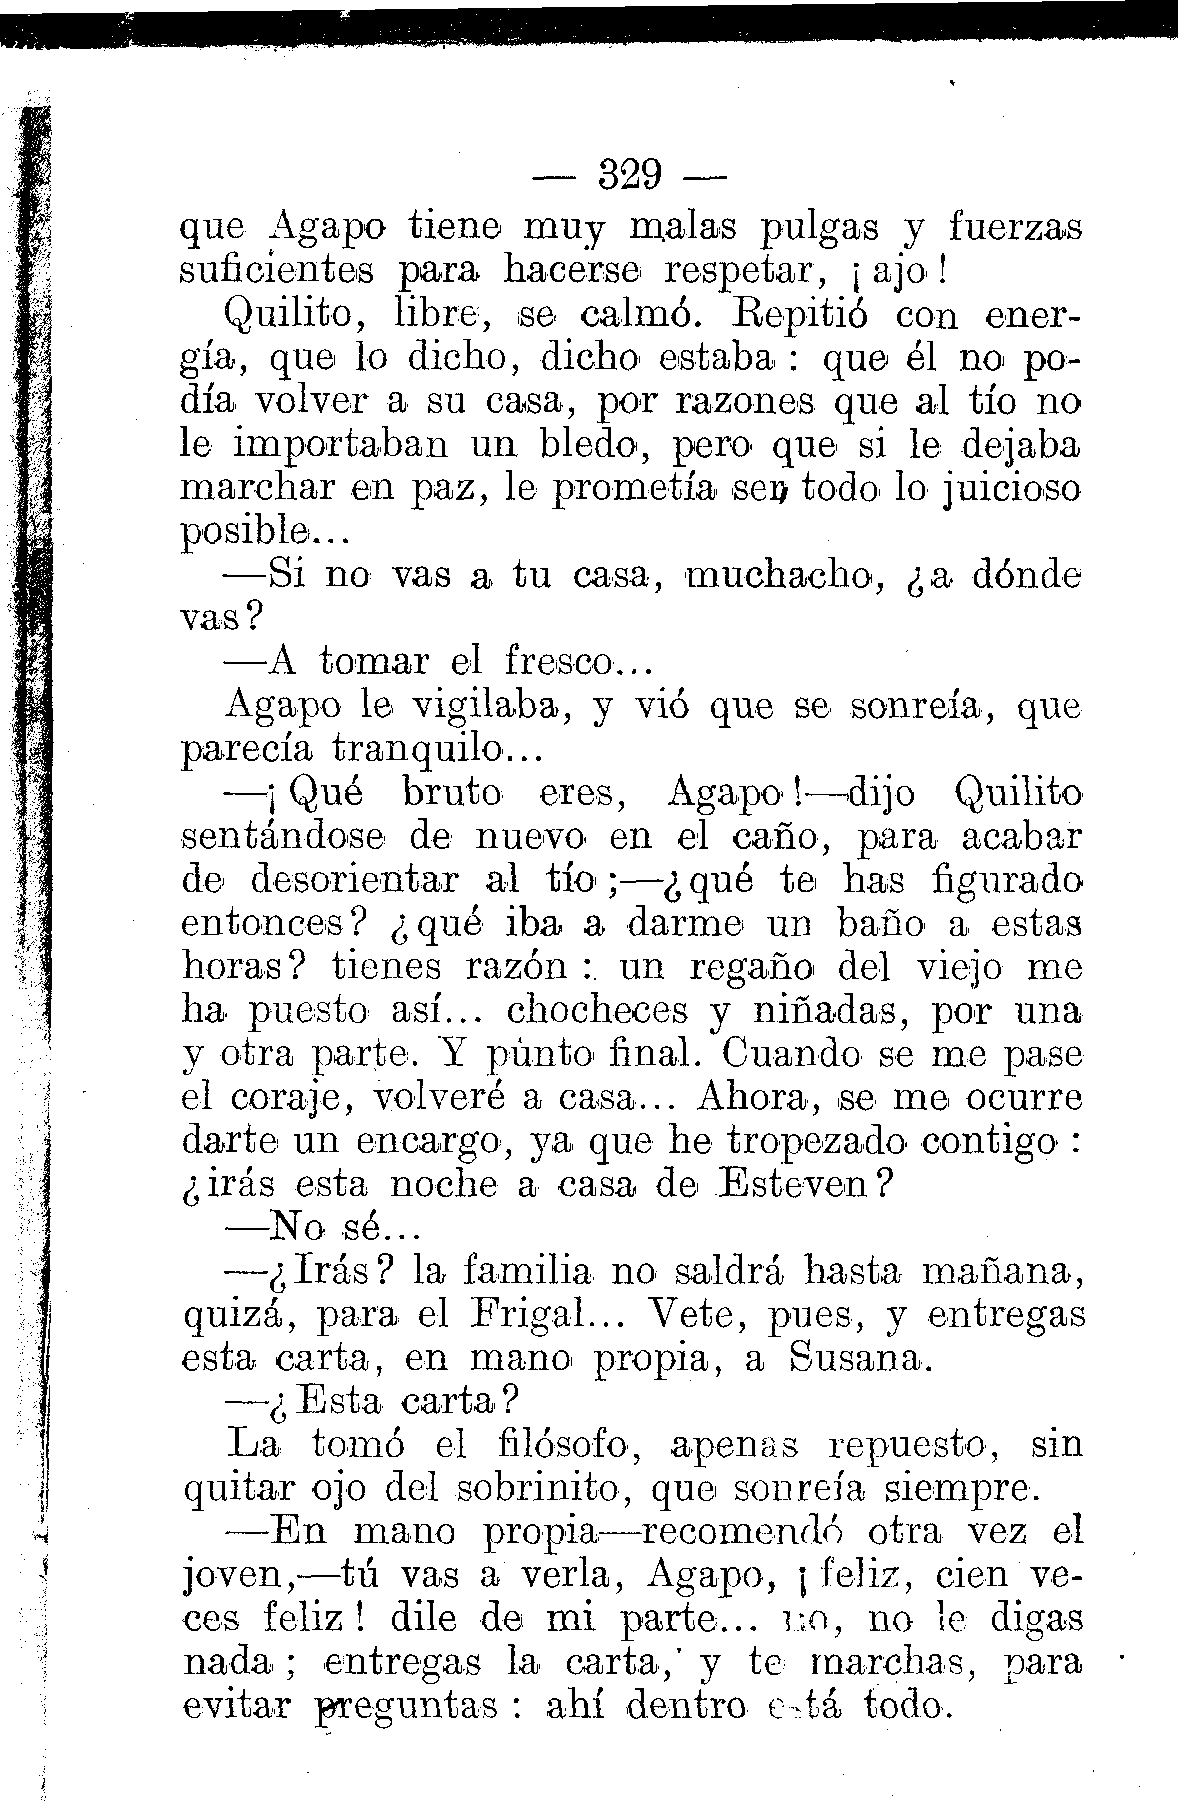 — 329 —
que Agapo tiene muy malas pulgas y fuerzas
suficientes para hacerse respetar, ¡ajo!
Quilito, libre, se calmó. Repitió con ener-
gía, que lo dicho, dicho estaba: que él no po-
día volver a su casa, por razones que al tío no
le importaban un bledo, pero que si le dejaba
marchar en paz, le prometía ser todo lo juicioso
posible...
—Si no vas a tu casa, muchacho, ¿a dónde
vas?
—A tomar el fresco...
Agapo le vigilaba, y vió que se sonreía, que
parecía tranquilo...
—¡Qué bruto eres, Agapo!—dijo Quilito
sentándose de nuevo en el caño, para acabar
de desorientar al tío;—¿qué te has figurado
entonces? ¿qué iba a darme un baño a estas
horas? tienes razón: un regaño del viejo me
ha puesto así... chocheces y niñadas, por una
y otra parte. Y punto final. Cuando se me pase
el coraje, volveré a casa... Ahora, se me ocurre
darte un encargo, ya que he tropezado contigo:
¿irás esta noche a casa de Esteven?
—No sé...
—¿Irás? la familia no saldrá hasta mañana,
quizá, para el Frigal... Vete, pues, y entregas
esta carta, en mano propia, a Susana.
—¿Esta carta?
La tomó el filósofo, apenas repuesto, sin
quitar ojo del sobrinito, que sonreía siempre.
—En mano propia—recomendó otra vez el
joven,—tú vas a verla, Agapo, ¡feliz, cien ve-
ces feliz! dile de mi parte... no, no le digas
nada; entregas la carta, y te marchas, para
evitar preguntas: ahí dentro está todo.